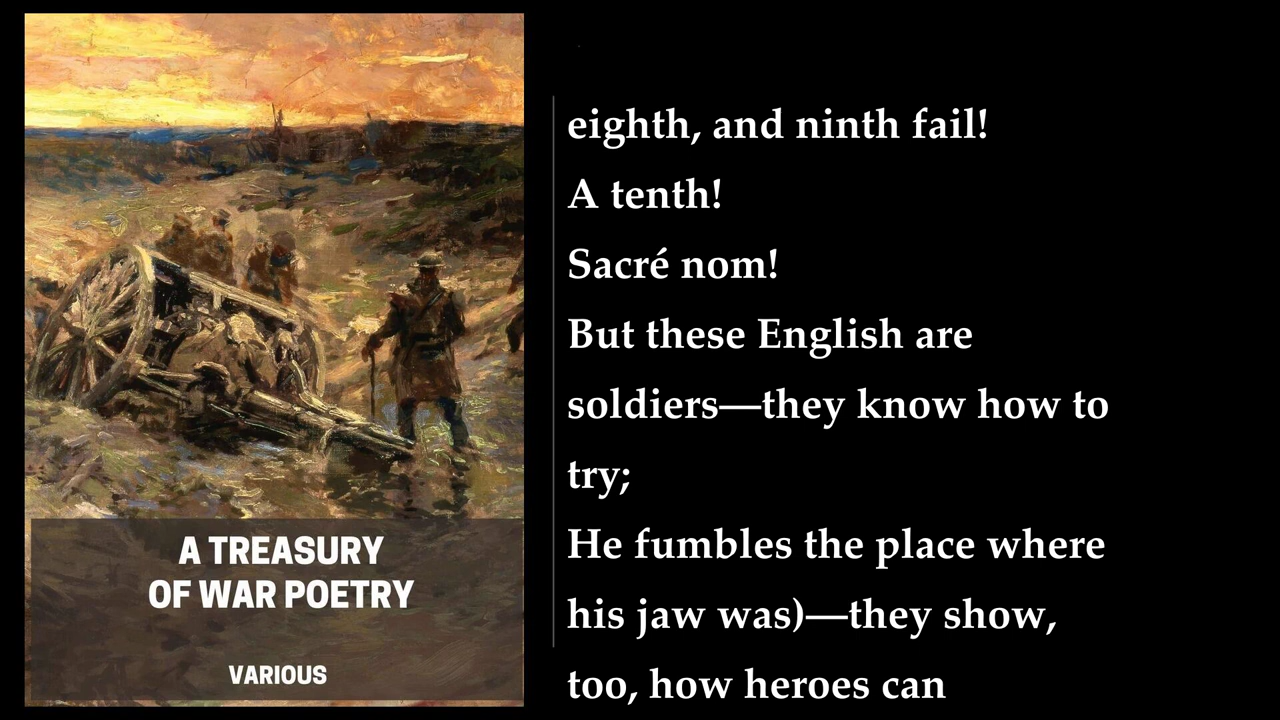 A TREASURY
OF WAR POETRY
VARIOUS
eighth, and ninth fail!
A tenth!
Sacré nom!
But these English are
soldiers—they know how to
try;
He fumbles the place where
his jaw was)—they show,
too, how heroes can